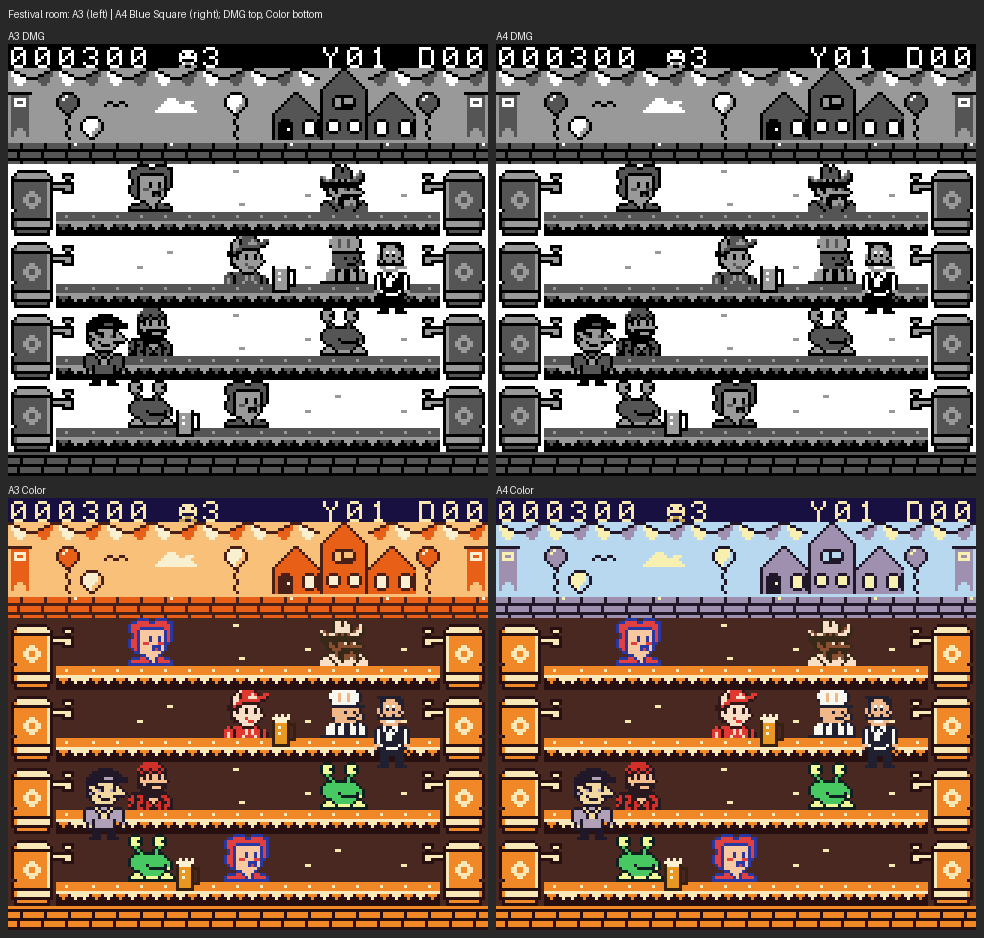 Festival room: A3 (left) | A4 Blue Square (right); DMG top, Color bottom
A3 DMG
A4 DMG
000300 3 Y01 D00
000300 3 Y01 D00
A3 Color
A4 Color
000300 3 Y01 D00
000300 3 Y01 D00